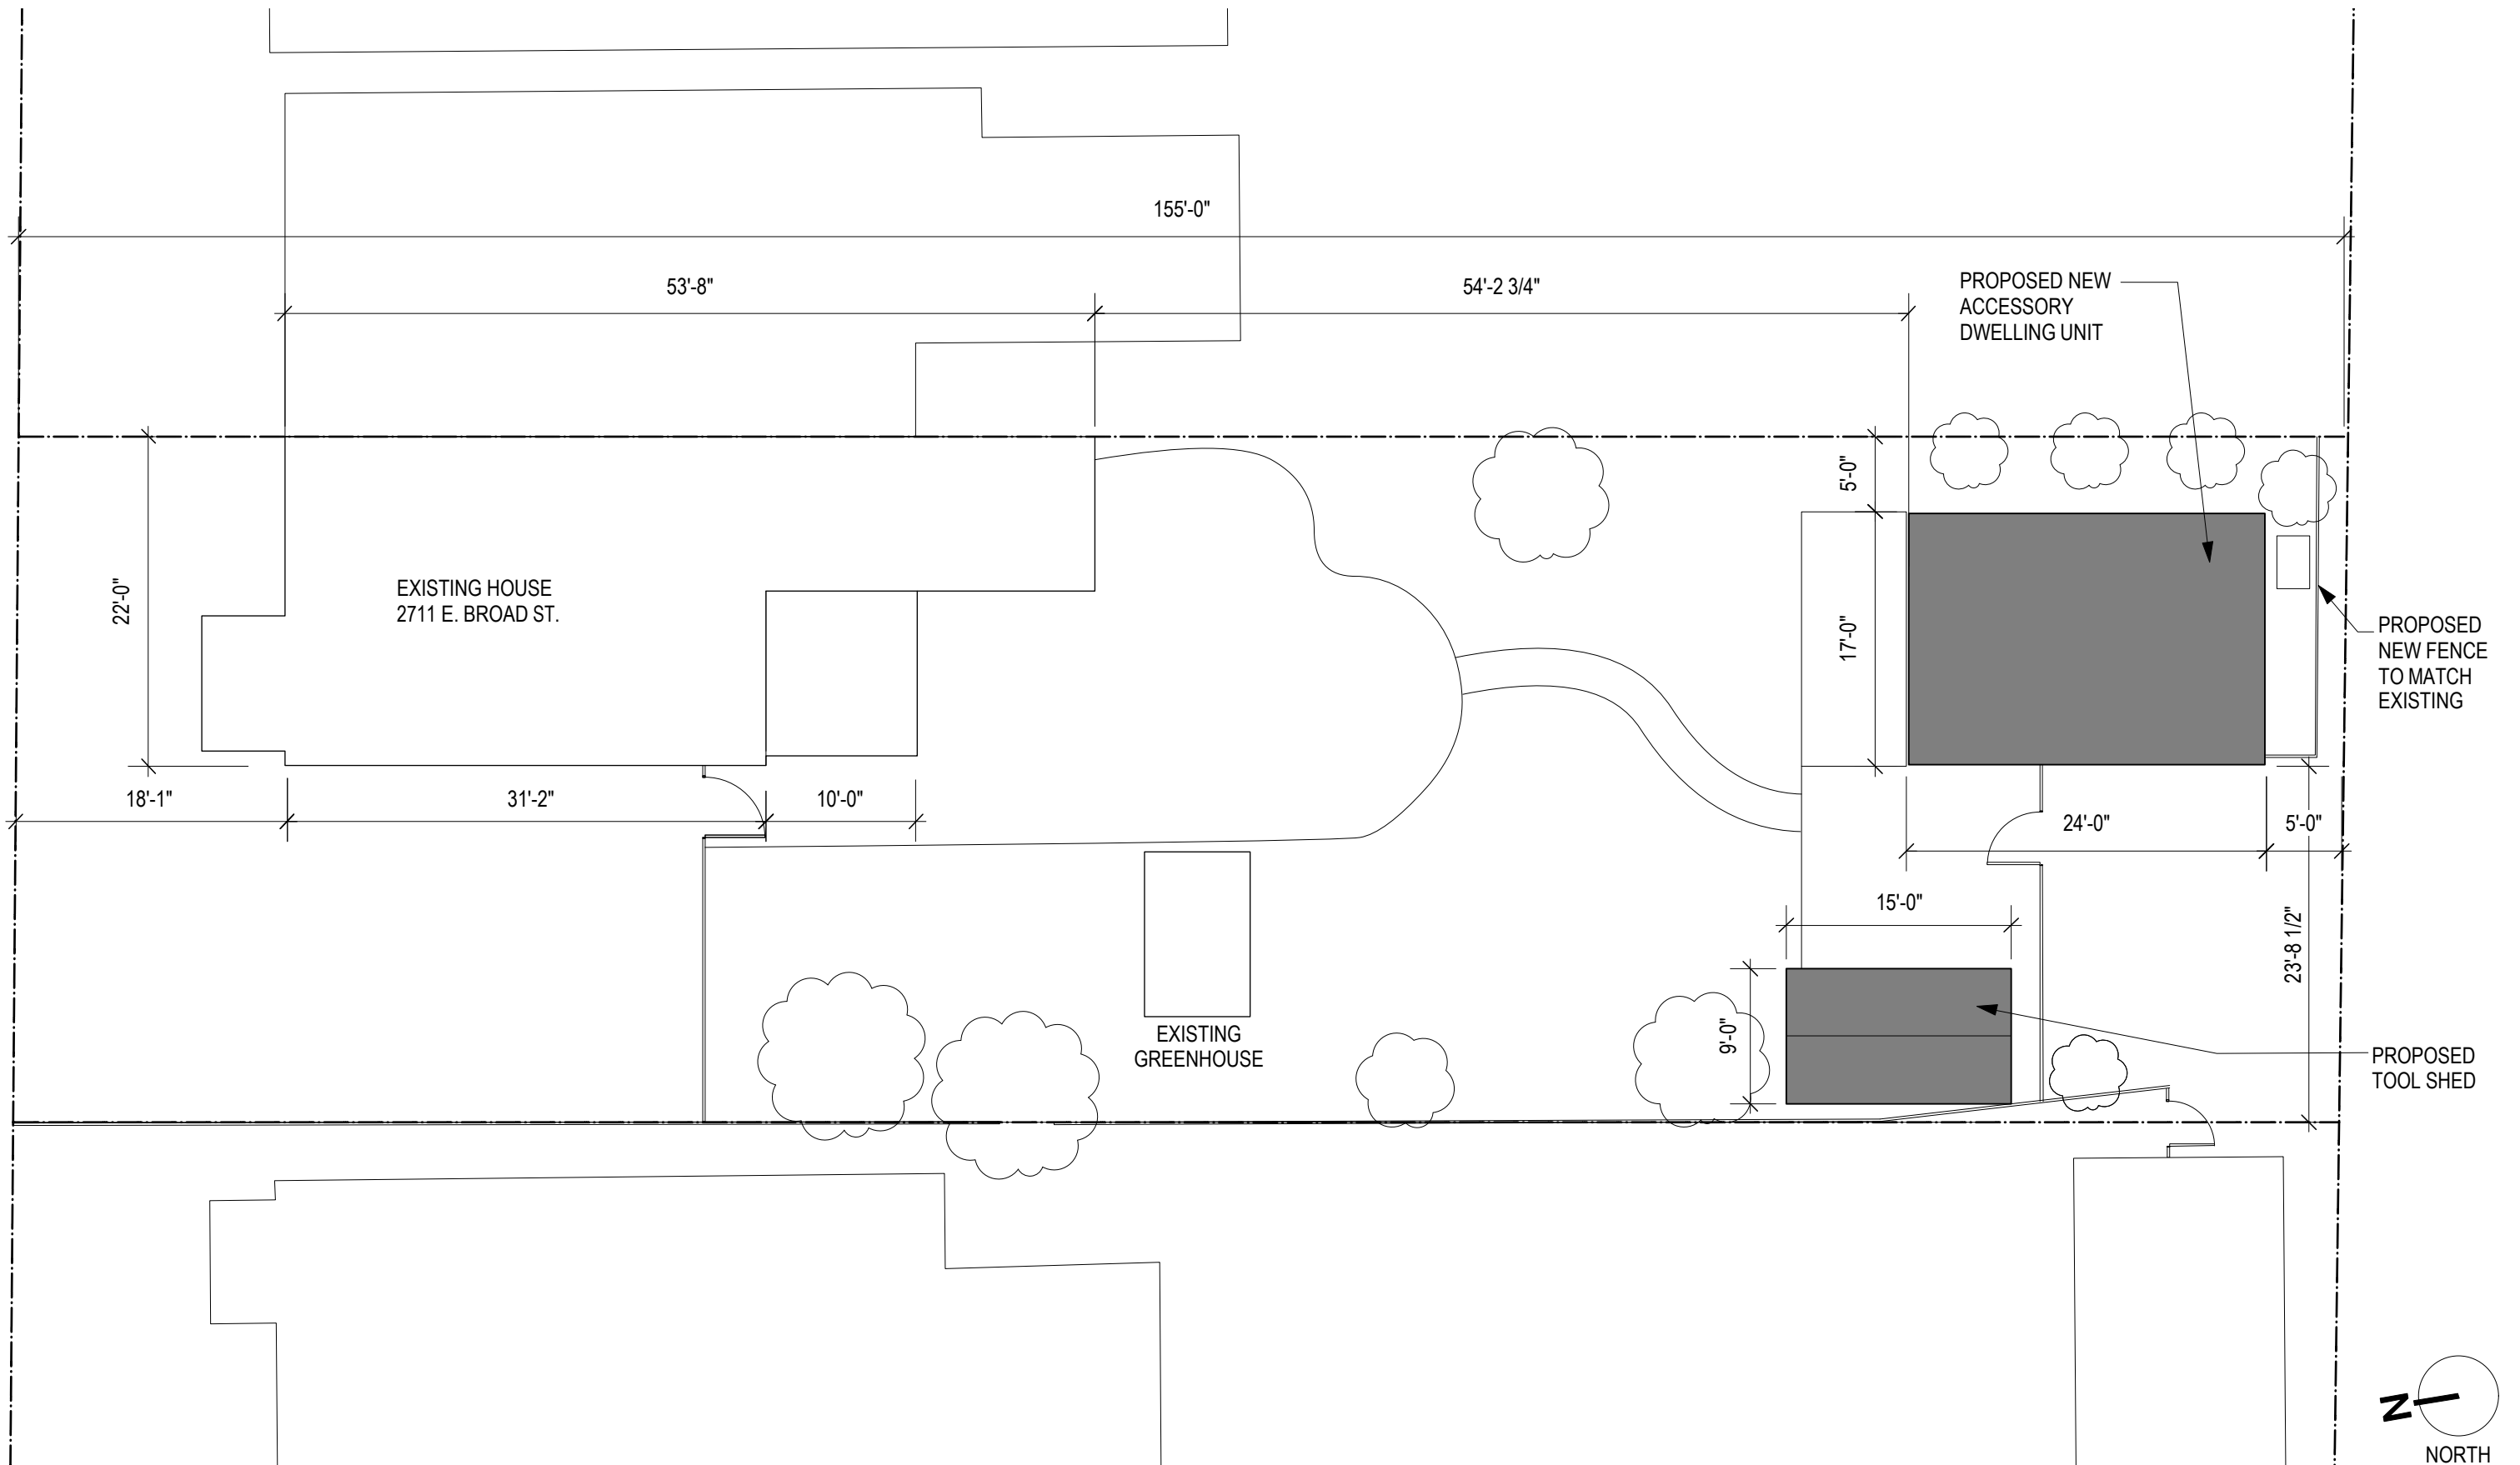 155'-0"
53'-8"
54'-2 3/4"
PROPOSED NEW
ACCESSORY
DWELLING UNIT
5'-0"
22'-0"
EXISTING HOUSE
2711 E. BROAD ST.
17'-0"
PROPOSED
NEW FENCE
TO MATCH
EXISTING
18'-1"
31'-2"
10'-0"
24'-0"
5'-0"
15'-0"
23'-8 1/2"
9'-0"
EXISTING
GREENHOUSE
PROPOSED
TOOL SHED
N
NORTH